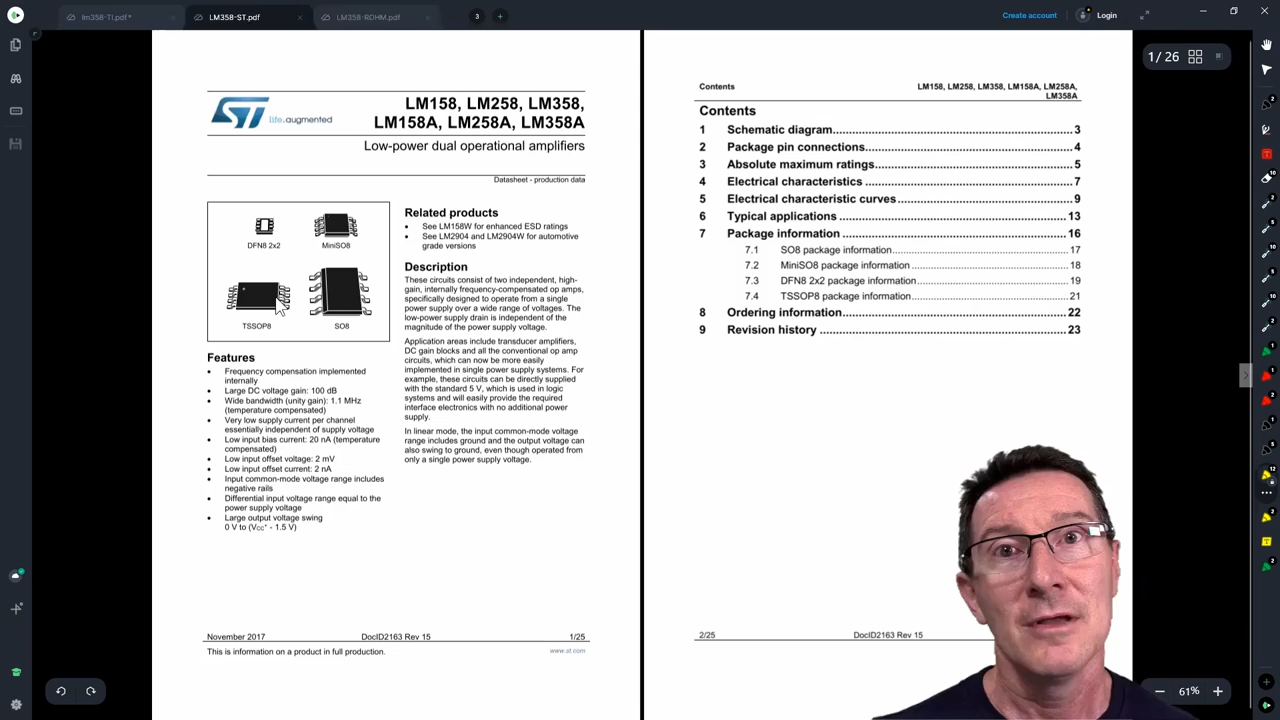 lm358-TI.pdf*
LM358-ST.pdf
LM358-ROHM.pdf
3
Create account
Login
1 / 26
ST
life.augmented
LM158, LM258, LM358,
LM158A, LM258A, LM358A
Low-power dual operational amplifiers
Datasheet - production data
DFN8 2x2
MiniSO8
TSSOP8
SO8
Features
• Frequency compensation implemented
internally
• Large DC voltage gain: 100 dB
• Wide bandwidth (unity gain): 1.1 MHz
(temperature compensated)
• Very low supply current per channel
essentially independent of supply voltage
• Low input bias current: 20 nA (temperature
compensated)
• Low input offset voltage: 2 mV
• Low input offset current: 2 nA
• Input common-mode voltage range includes
negative rails
• Differential input voltage range equal to the
power supply voltage
• Large output voltage swing
0 V to (VCC+ - 1.5 V)
Related products
• See LM158W for enhanced ESD ratings
• See LM2904 and LM2904W for automotive
grade versions
Description
These circuits consist of two independent, high-
gain, internally frequency-compensated op amps,
specifically designed to operate from a single
power supply over a wide range of voltages. The
low-power supply drain is independent of the
magnitude of the power supply voltage.
Application areas include transducer amplifiers,
DC gain blocks and all the conventional op amp
circuits, which can now be more easily
implemented in single power supply systems. For
example, these circuits can be directly supplied
with the standard 5 V, which is used in logic
systems and will easily provide the required
interface electronics with no additional power
supply.
In linear mode, the input common-mode voltage
range includes ground and the output voltage can
also swing to ground, even though operated from
only a single power supply voltage.
November 2017
DocID2163 Rev 15
1/25
This is information on a product in full production.
www.st.com
Contents
LM158, LM258, LM358, LM158A, LM258A,
LM358A
Contents
1 Schematic diagram 3
2 Package pin connections 4
3 Absolute maximum ratings 5
4 Electrical characteristics 7
5 Electrical characteristic curves 9
6 Typical applications 13
7 Package information 16
7.1 SO8 package information 17
7.2 MiniSO8 package information 18
7.3 DFN8 2x2 package information 19
7.4 TSSOP8 package information 21
8 Ordering information 22
9 Revision history 23
2/25
DocID2163 Rev 15
61%